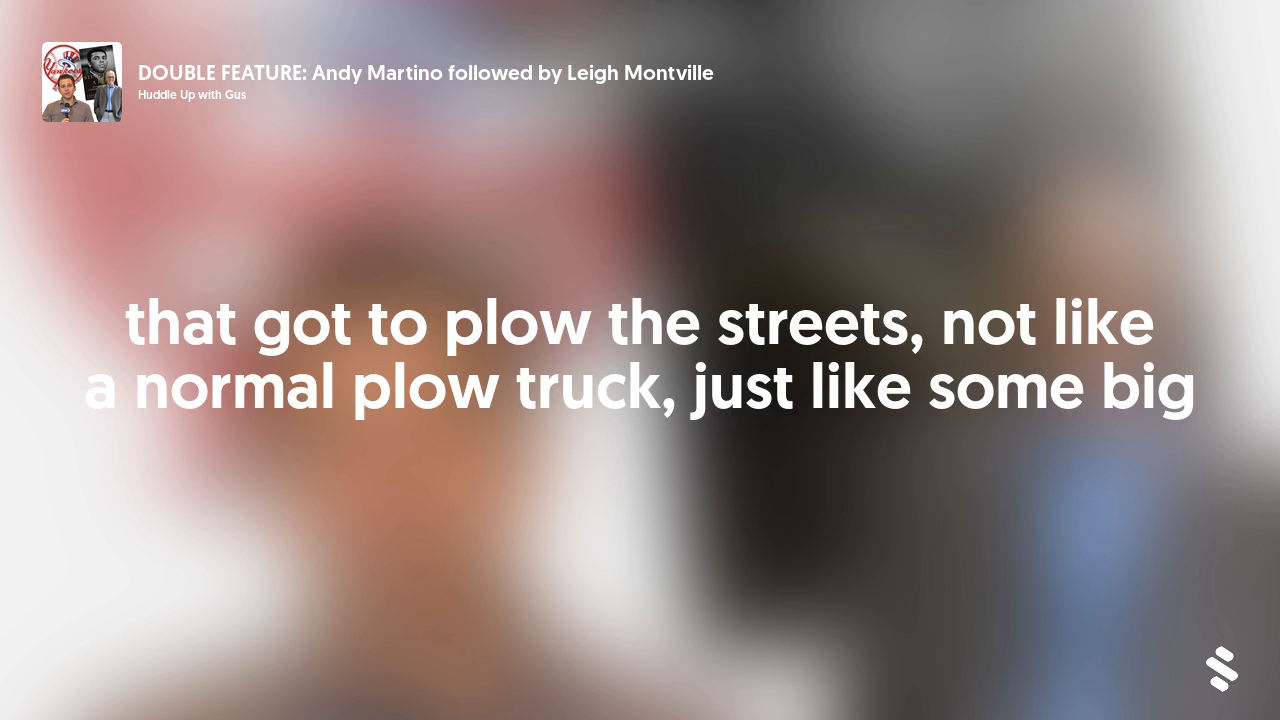 DOUBLE FEATURE: Andy Martino followed by Leigh Montville
Huddle Up with Gus
that got to plow the streets, not like
a normal plow truck, just like some big